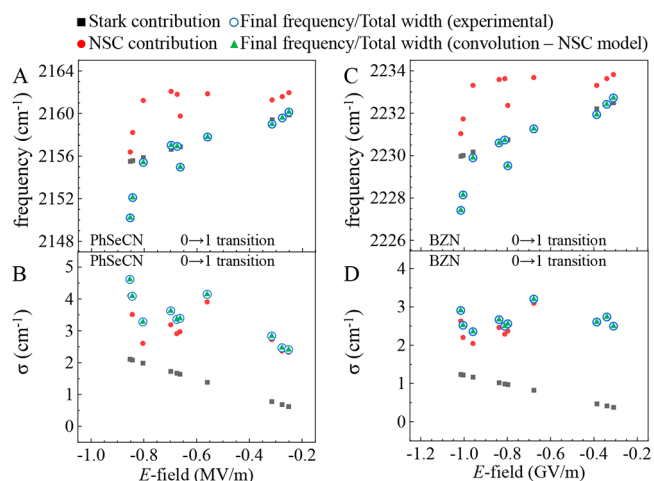 Stark contribution Final frequency/Total width (experimental)
NSC contribution Final frequency/Total width (convolution – NSC model)
A
frequency (cm-1)
2164
2160
2156
2152
2148
PhSeCN 0→1 transition
C
frequency (cm-1)
2234
2232
2230
2228
2226
BZN 0→1 transition
B
σ (cm-1)
PhSeCN 0→1 transition
5
4
3
2
1
0
-1.0 -0.8 -0.6 -0.4 -0.2
E-field (MV/m)
D
σ (cm-1)
BZN 0→1 transition
4
3
2
1
0
-1.2 -1.0 -0.8 -0.6 -0.4 -0.2
E-field (GV/m)